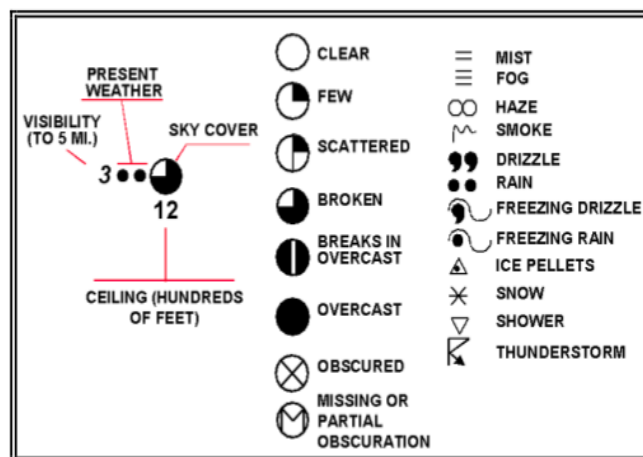 PRESENT
WEATHER
VISIBILITY
(TO 5 MI.)
SKY COVER
3
12
CEILING (HUNDREDS
OF FEET)
CLEAR
FEW
SCATTERED
BROKEN
BREAKS IN
OVERCAST
OVERCAST
OBSCURED
MISSING OR
PARTIAL
OBSCURATION
MIST
FOG
HAZE
SMOKE
DRIZZLE
RAIN
FREEZING DRIZZLE
FREEZING RAIN
ICE PELLETS
SNOW
SHOWER
THUNDERSTORM